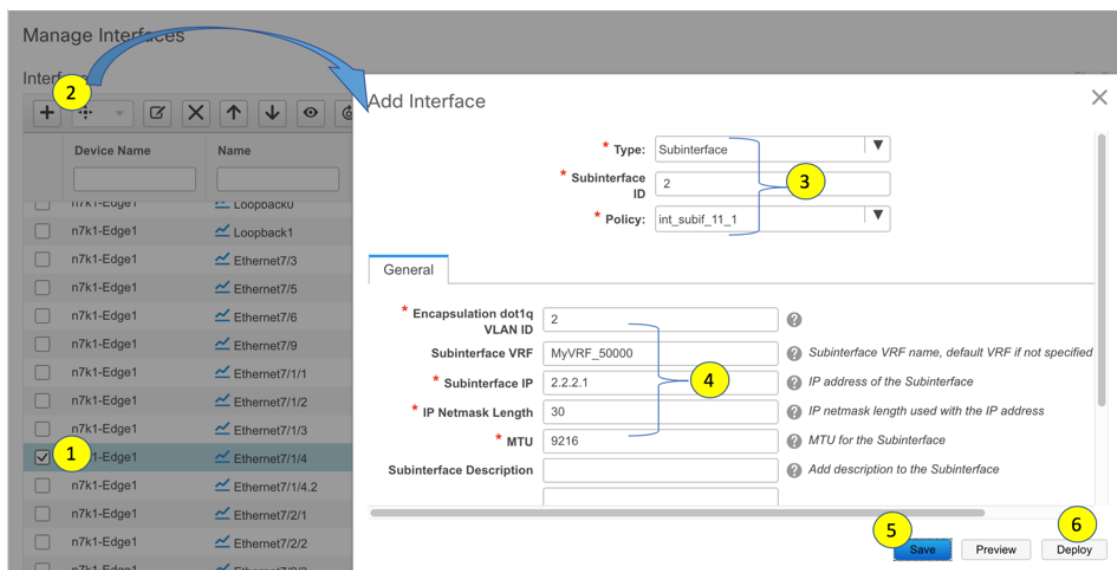 Manage Interfaces
2
Add Interface
Device Name
Name
* Type:
Subinterface
* Subinterface
ID
2
3
* Policy:
int_subif_11_1
n7k1-Edge1
Loopback0
n7k1-Edge1
Loopback1
n7k1-Edge1
Ethernet7/3
n7k1-Edge1
Ethernet7/5
n7k1-Edge1
Ethernet7/6
n7k1-Edge1
Ethernet7/9
n7k1-Edge1
Ethernet7/1/1
n7k1-Edge1
Ethernet7/1/2
n7k1-Edge1
Ethernet7/1/3
1
-Edge1
Ethernet7/1/4
n7k1-Edge1
Ethernet7/1/4.2
n7k1-Edge1
Ethernet7/2/1
n7k1-Edge1
Ethernet7/2/2
General
* Encapsulation dot1q
VLAN ID
2
Subinterface VRF
MyVRF_50000
Subinterface VRF name, default VRF if not specified
* Subinterface IP
2.2.2.1
4
IP address of the Subinterface
* IP Netmask Length
30
IP netmask length used with the IP address
* MTU
9216
MTU for the Subinterface
Subinterface Description
Add description to the Subinterface
5
6
Save
Preview
Deploy